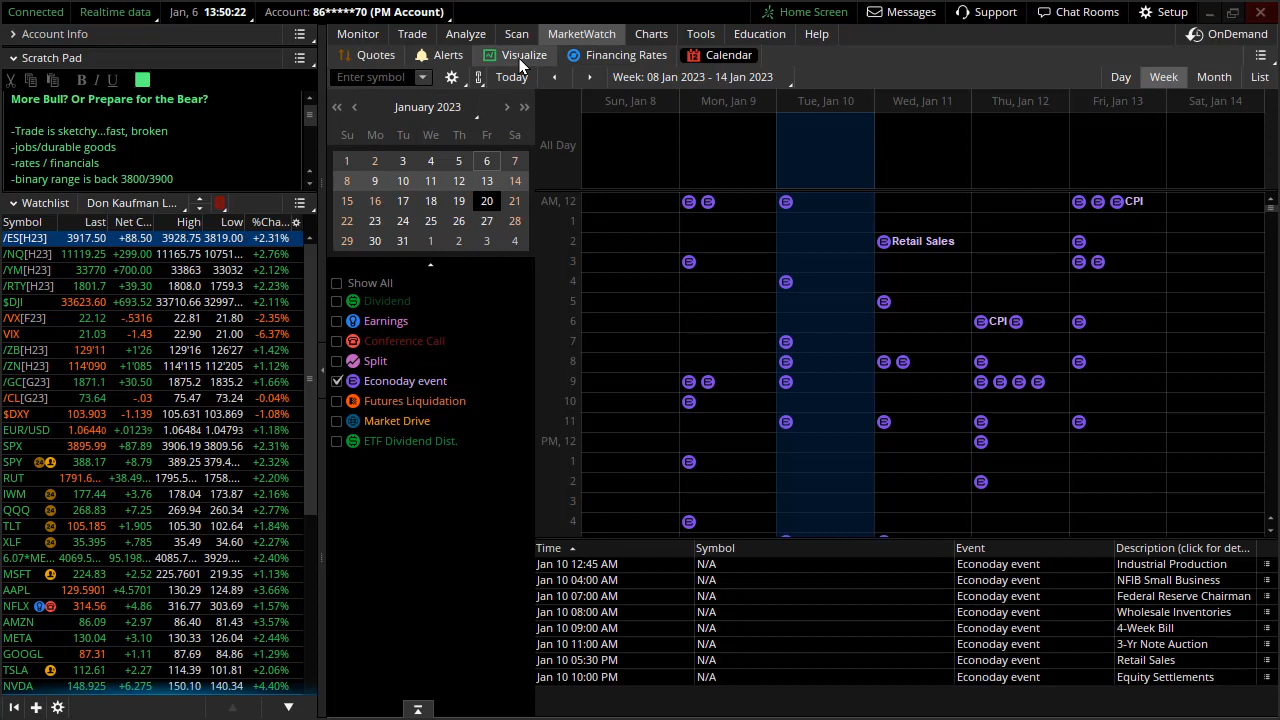 Connected Realtime data Jan, 6 13:50:22 Account: 86*****70 (PM Account) Home Screen Messages Support Chat Rooms Setup
Account Info
Monitor Trade Analyze Scan MarketWatch Charts Tools Education Help OnDemand
Scratch Pad
Quotes Alerts Visualize Financing Rates Calendar
B I U
Enter symbol Today Week: 08 Jan 2023 - 14 Jan 2023 Day Week Month List
More Bull? Or Prepare for the Bear?
-Trade is sketchy...fast, broken
-jobs/durable goods
-rates / financials
-binary range is back 3800/3900
January 2023
Su Mo Tu We Th Fr Sa
1 2 3 4 5 6 7
8 9 10 11 12 13 14
15 16 17 18 19 20 21
22 23 24 25 26 27 28
29 30 31 1 2 3 4
Show All
Dividend
Earnings
Conference Call
Split
Econoday event
Futures Liquidation
Market Drive
ETF Dividend Dist.
Sun, Jan 8 Mon, Jan 9 Tue, Jan 10 Wed, Jan 11 Thu, Jan 12 Fri, Jan 13 Sat, Jan 14
All Day
AM, 12 CPI
1
2 Retail Sales
3
4
5
6 CPI
7
8
9
10
11
PM, 12
1
2
3
4
Watchlist Don Kaufman L...
Symbol Last Net C... High Low %Cha...
/ES[H23] 3917.50 +88.50 3928.75 3819.00 +2.31%
/NQ[H23] 11119.25 +299.00 11165.75 10751... +2.76%
/YM[H23] 33770 +700.00 33863 33032 +2.12%
/RTY[H23] 1801.7 +39.30 1808.0 1759.3 +2.23%
$DJI 33623.60 +693.52 33710.66 32997... +2.11%
/VX[F23] 22.12 -.5316 22.81 21.80 -2.35%
VIX 21.03 -1.43 22.90 21.00 -6.37%
/ZB[H23] 129'11 +1'26 129'16 126'27 +1.42%
/ZN[H23] 114'090 +1'085 114'115 112'205 +1.12%
/GC[G23] 1871.1 +30.50 1875.2 1835.2 +1.66%
/CL[G23] 73.64 -.03 75.47 73.24 -0.04%
$DXY 103.903 -1.139 105.631 103.869 -1.08%
EUR/USD 1.06440 +.01239 1.06484 1.04793 +1.18%
SPX 3895.99 +87.89 3906.19 3809.56 +2.31%
SPY 24 388.17 +8.79 389.25 379.4... +2.32%
RUT 1791.6... +38.49... 1795.5... 1758.... +2.20%
IWM 24 177.44 +3.76 178.04 173.87 +2.16%
QQQ 24 268.83 +7.25 269.94 260.34 +2.77%
TLT 24 105.185 +1.905 105.30 102.64 +1.84%
XLF 24 35.395 +.785 35.49 34.60 +2.27%
6.07*ME... 4069.5... 95.198... 4085.7... 3929.... +2.40%
MSFT 224.83 +2.52 225.7601 219.35 +1.13%
AAPL 129.5901 +4.5701 130.29 124.89 +3.66%
NFLX 314.56 +4.86 316.77 303.69 +1.57%
AMZN 86.09 +2.97 86.40 81.43 +3.57%
META 130.04 +3.10 130.33 126.04 +2.44%
GOOGL 87.31 +1.11 87.69 84.86 +1.29%
TSLA 112.61 +2.27 114.39 101.81 +2.06%
NVDA 148.925 +6.275 150.10 140.34 +4.40%
Time Symbol Event Description (click for det...
Jan 10 12:45 AM N/A Econoday event Industrial Production
Jan 10 04:00 AM N/A Econoday event NFIB Small Business
Jan 10 07:00 AM N/A Econoday event Federal Reserve Chairman
Jan 10 08:00 AM N/A Econoday event Wholesale Inventories
Jan 10 09:00 AM N/A Econoday event 4-Week Bill
Jan 10 11:00 AM N/A Econoday event 3-Yr Note Auction
Jan 10 05:30 PM N/A Econoday event Retail Sales
Jan 10 10:00 PM N/A Econoday event Equity Settlements